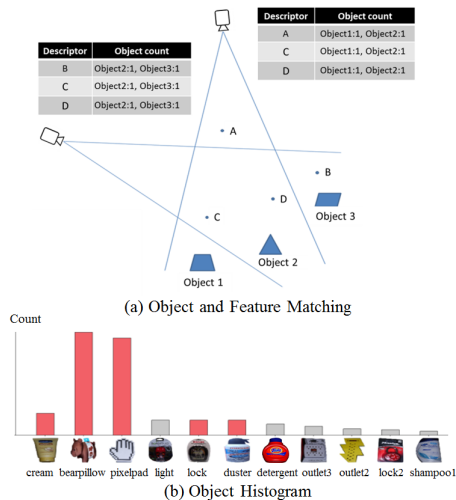 Descriptor Object count
A Object1:1, Object2:1
C Object1:1, Object2:1
D Object1:1, Object2:1
Descriptor Object count
B Object2:1, Object3:1
C Object2:1, Object3:1
D Object2:1, Object3:1
A
B
D
C
Object 3
Object 2
Object 1
(a) Object and Feature Matching
Count
cream bearpillow pixelpad light lock duster detergent outlet3 outlet2 lock2 shampoo1
(b) Object Histogram